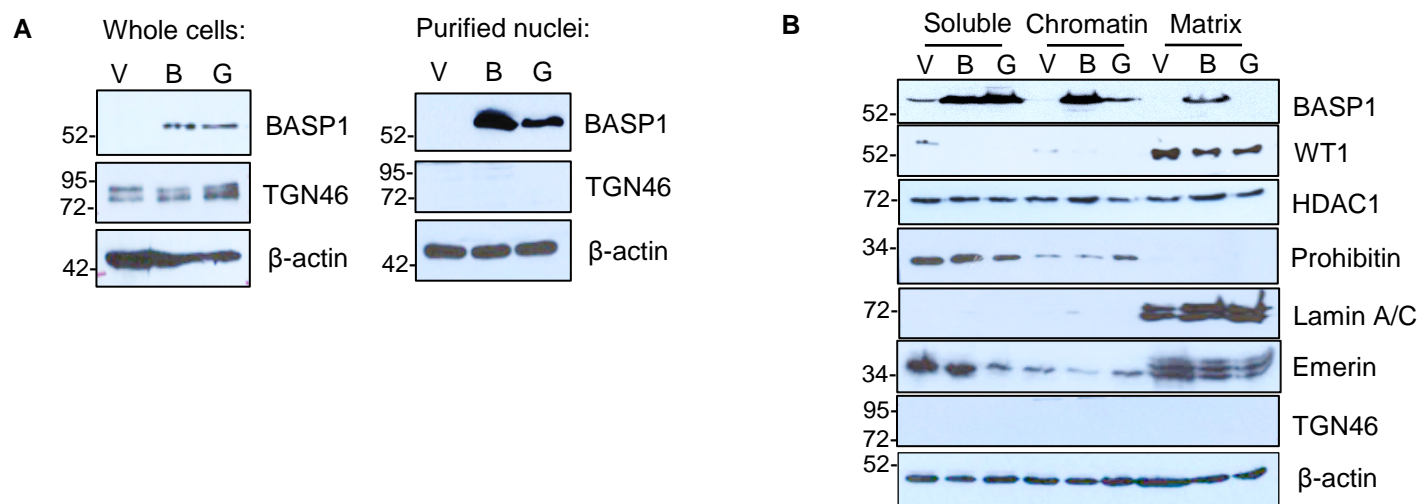 A
Whole cells:
V B G
52- BASP1
95-
72- TGN46
42- β-actin
Purified nuclei:
V B G
52- BASP1
95-
72- TGN46
42- β-actin
B
Soluble Chromatin Matrix
V B G V B G V B G
52- BASP1
52- WT1
72- HDAC1
34- Prohibitin
72- Lamin A/C
34- Emerin
95-
72- TGN46
52- β-actin